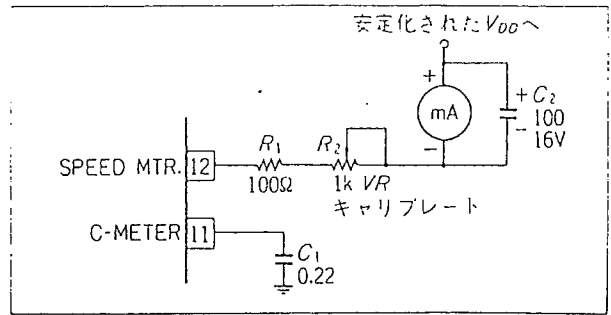 安定化されたVDDへ
+
mA
−
+ C2
100
− 16V
R1
100Ω
R2
1k VR
キャリブレート
SPEED MTR. 12
C-METER 11
C1
0.22